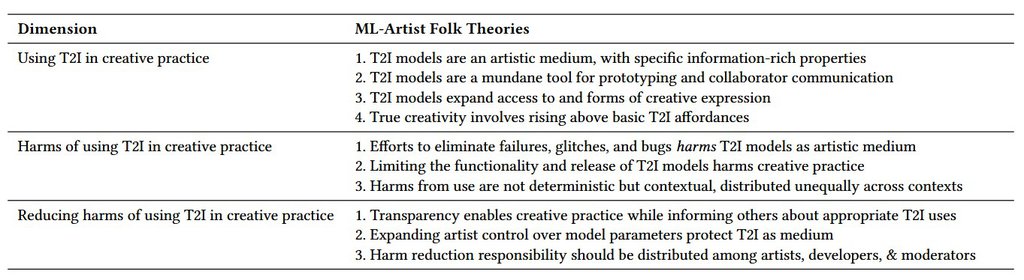 Dimension ML-Artist Folk Theories
Using T2I in creative practice 1. T2I models are an artistic medium, with specific information-rich properties
2. T2I models are a mundane tool for prototyping and collaborator communication
3. T2I models expand access to and forms of creative expression
4. True creativity involves rising above basic T2I affordances
Harms of using T2I in creative practice 1. Efforts to eliminate failures, glitches, and bugs harms T2I models as artistic medium
2. Limiting the functionality and release of T2I models harms creative practice
3. Harms from use are not deterministic but contextual, distributed unequally across contexts
Reducing harms of using T2I in creative practice 1. Transparency enables creative practice while informing others about appropriate T2I uses
2. Expanding artist control over model parameters protect T2I as medium
3. Harm reduction responsibility should be distributed among artists, developers, & moderators